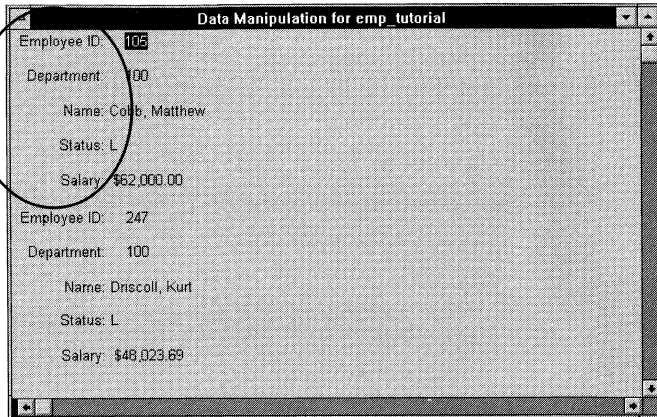 Data Manipulation for emp_tutorial
Employee ID: 105
Department: 100
Name: Cobb, Matthew
Status: L
Salary: $62,000.00
Employee ID: 247
Department: 100
Name: Driscoll, Kurt
Status: L
Salary: $48,023.69